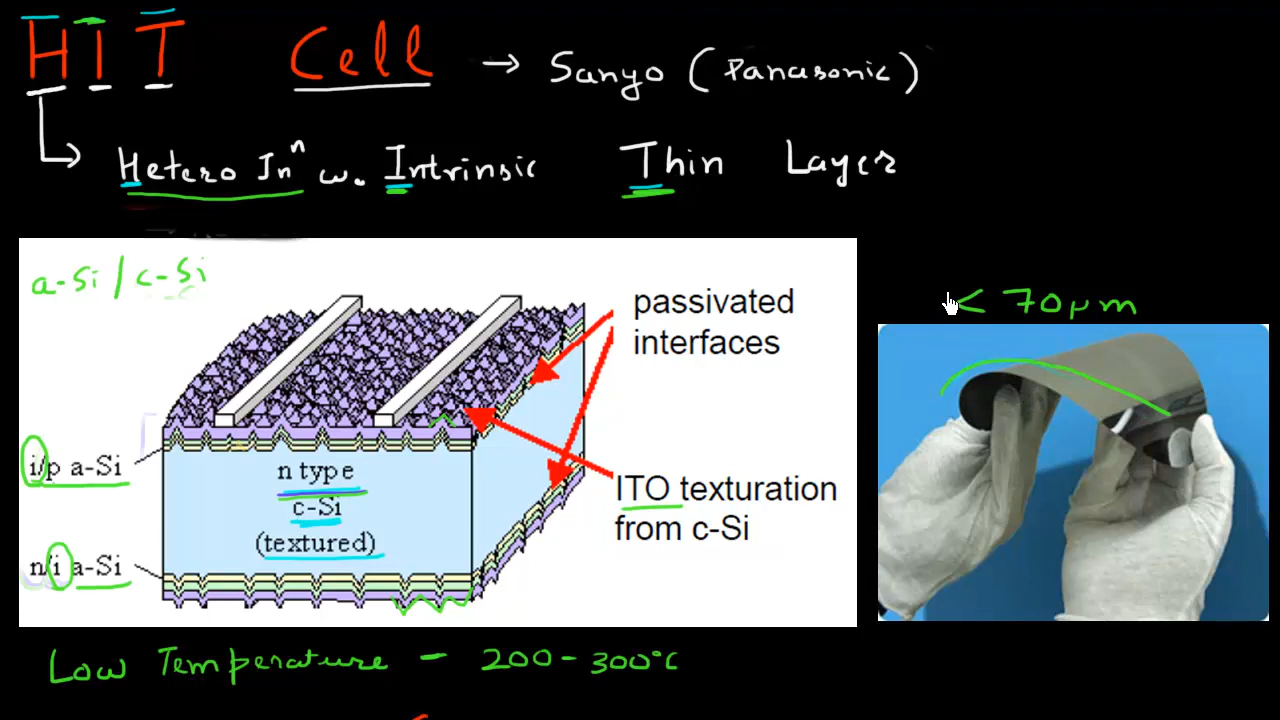 HIT Cell → Sanyo (Panasonic)
Hetero Jnⁿ w. Intrinsic Thin Layer
a-Si / c-Si
passivated
interfaces
< 70μm
i/p a-Si
n type
c-Si
(textured)
ITO texturation
from c-Si
n/i a-Si
Low Temperature - 200-300°C